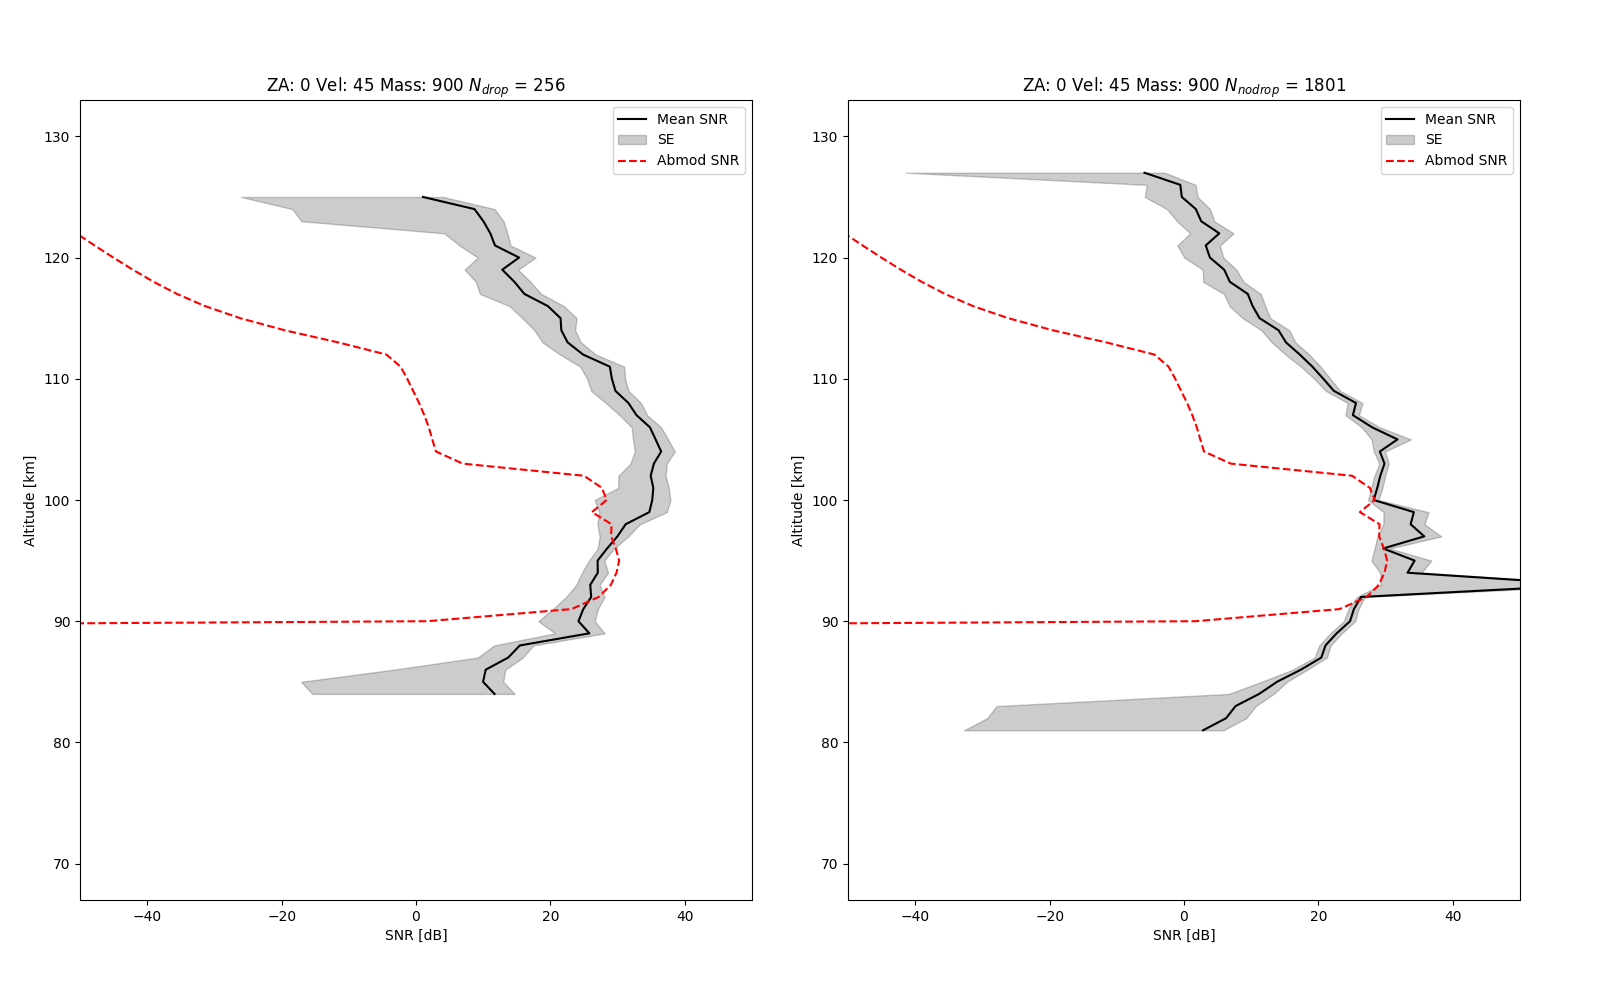 ZA: 0 Vel: 45 Mass: 900 N_drop = 256
Mean SNR
SE
Abmod SNR
130
120
110
100
90
80
70
Altitude [km]
−40
−20
0
20
40
SNR [dB]
ZA: 0 Vel: 45 Mass: 900 N_nodrop = 1801
Mean SNR
SE
Abmod SNR
130
120
110
100
90
80
70
Altitude [km]
−40
−20
0
20
40
SNR [dB]